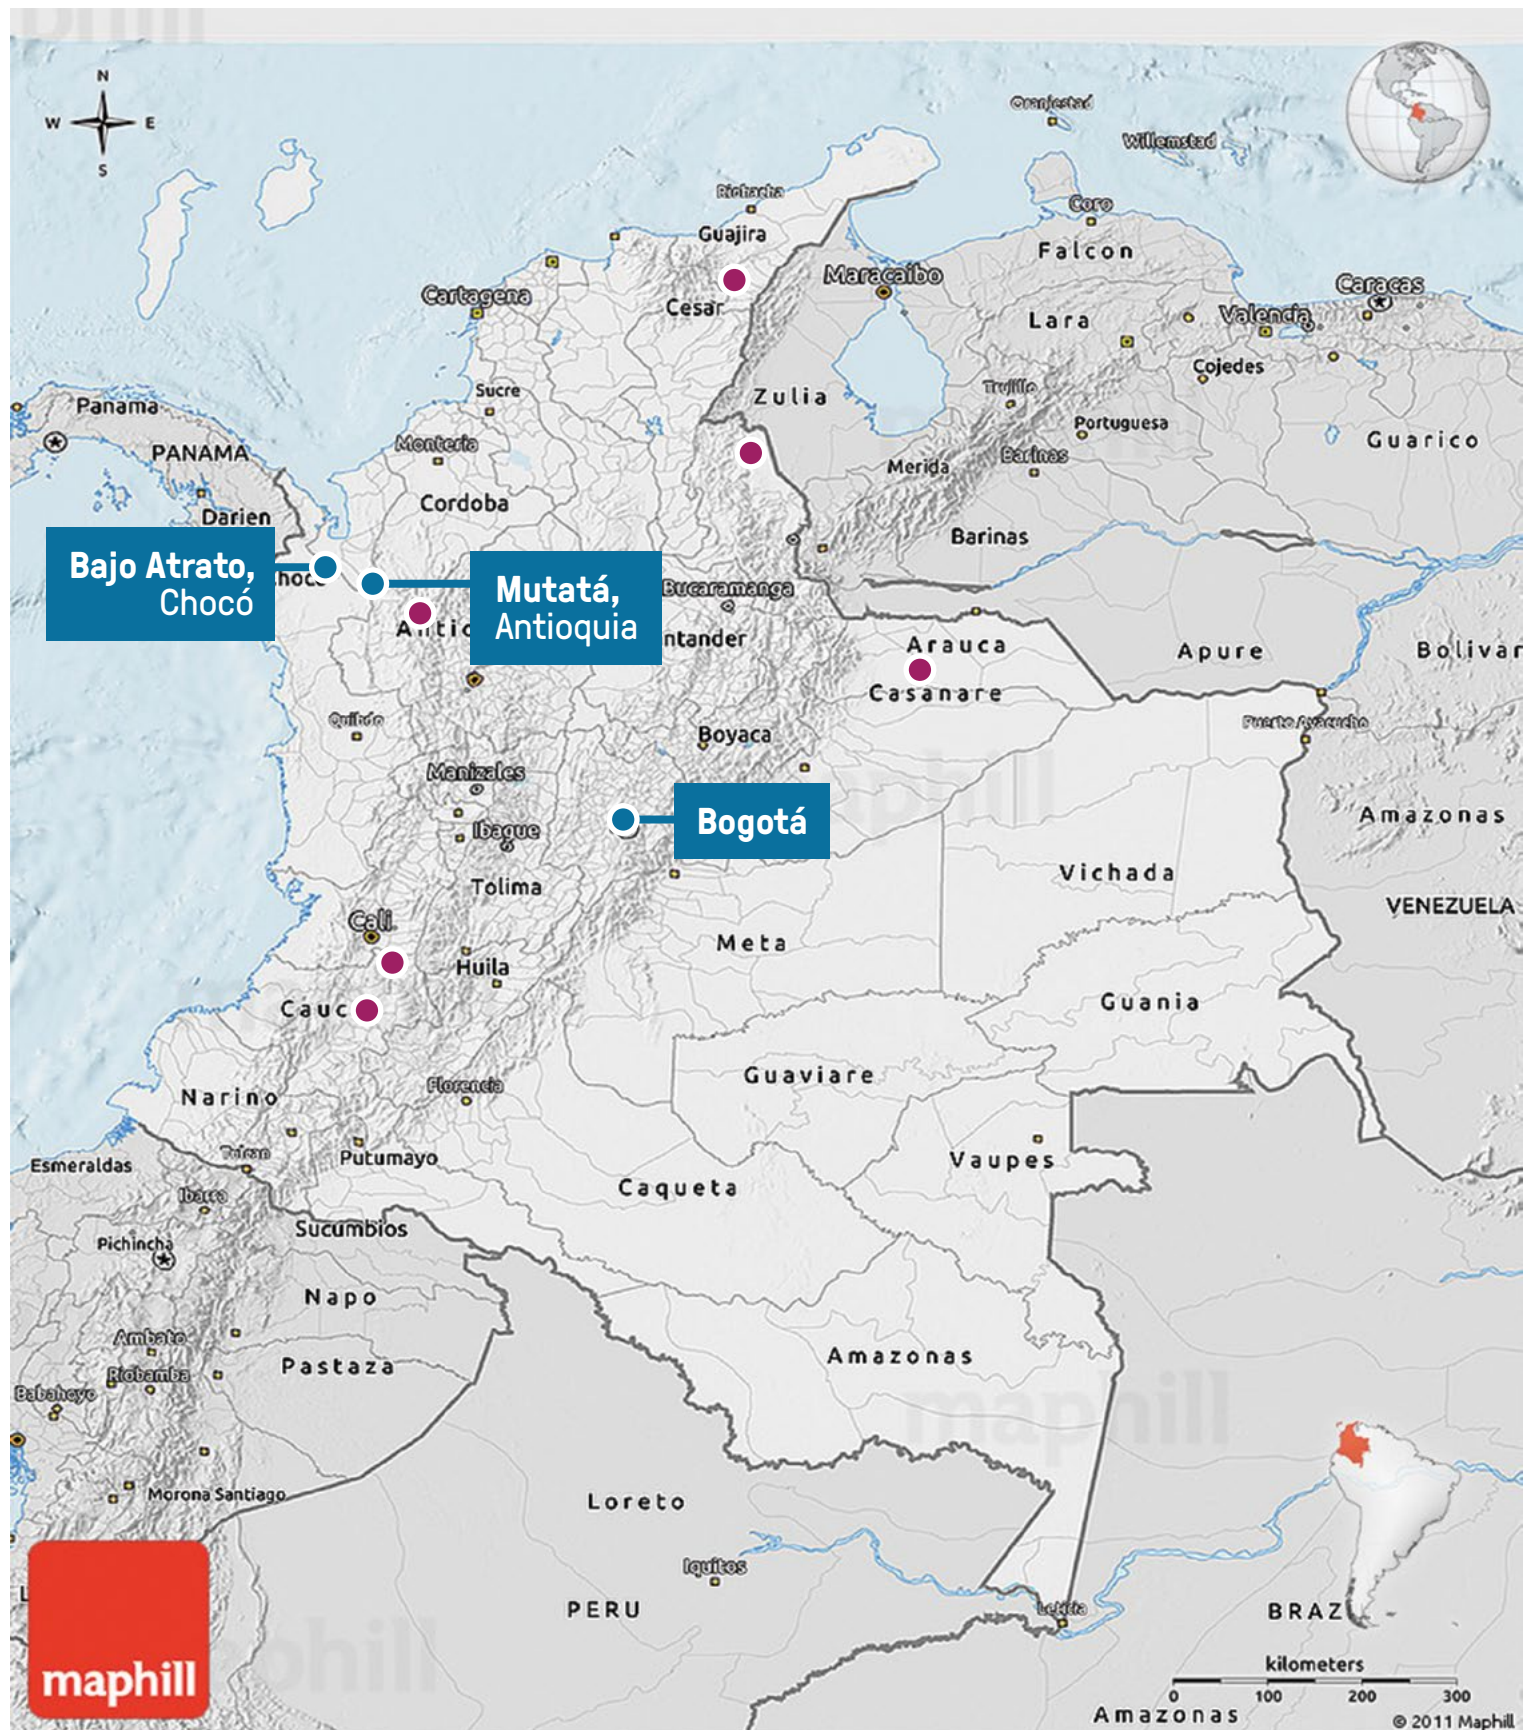 N
W E
S
Oranjestad
Willemstad
Riohacha
Guajira
Coro
Falcon
Maracaibo
Caracas
Cartagena
Cesar
Lara
Valencia
Cojedes
Sucre
Zulia
Trujillo
Panama
Portuguesa
Monteria
PANAMA
Guarico
Merida
Barinas
Cordoba
Darien
Barinas
Bajo Atrato,
Chocó
Mutatá,
Antioquia
Bucaramanga
ntander
Arauca
Apure
Bolivar
Casanare
Quibdo
Puerto Ayacucho
Boyaca
Manizales
maphill
Bogotá
Amazonas
Ibague
Vichada
Tolima
VENEZUELA
Cali
Meta
Huila
Cauc
Guania
Guaviare
Florencia
Narino
Tulcan
Putumayo
Vaupes
Esmeraldas
Caqueta
Ibarra
Sucumbios
Pichincha
Napo
Ambato
Amazonas
Pastaza
Riobamba
Babahoyo
maphill
Morona Santiago
Loreto
Iquitos
PERU
Leticia
BRAZ
maphill
kilometers
0 100 200 300
Amazonas
© 2011 Maphill